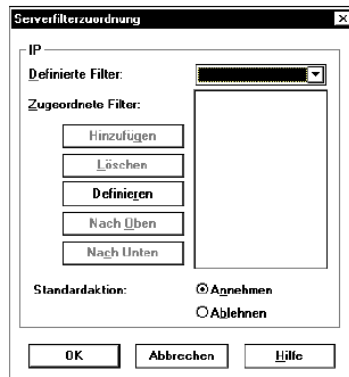 Serverfilterzuordnung
IP
Definierte Filter:
Zugeordnete Filter:
Hinzufügen
Löschen
Definieren
Nach Oben
Nach Unten
Standardaktion:
Annehmen
Ablehnen
OK Abbrechen Hilfe